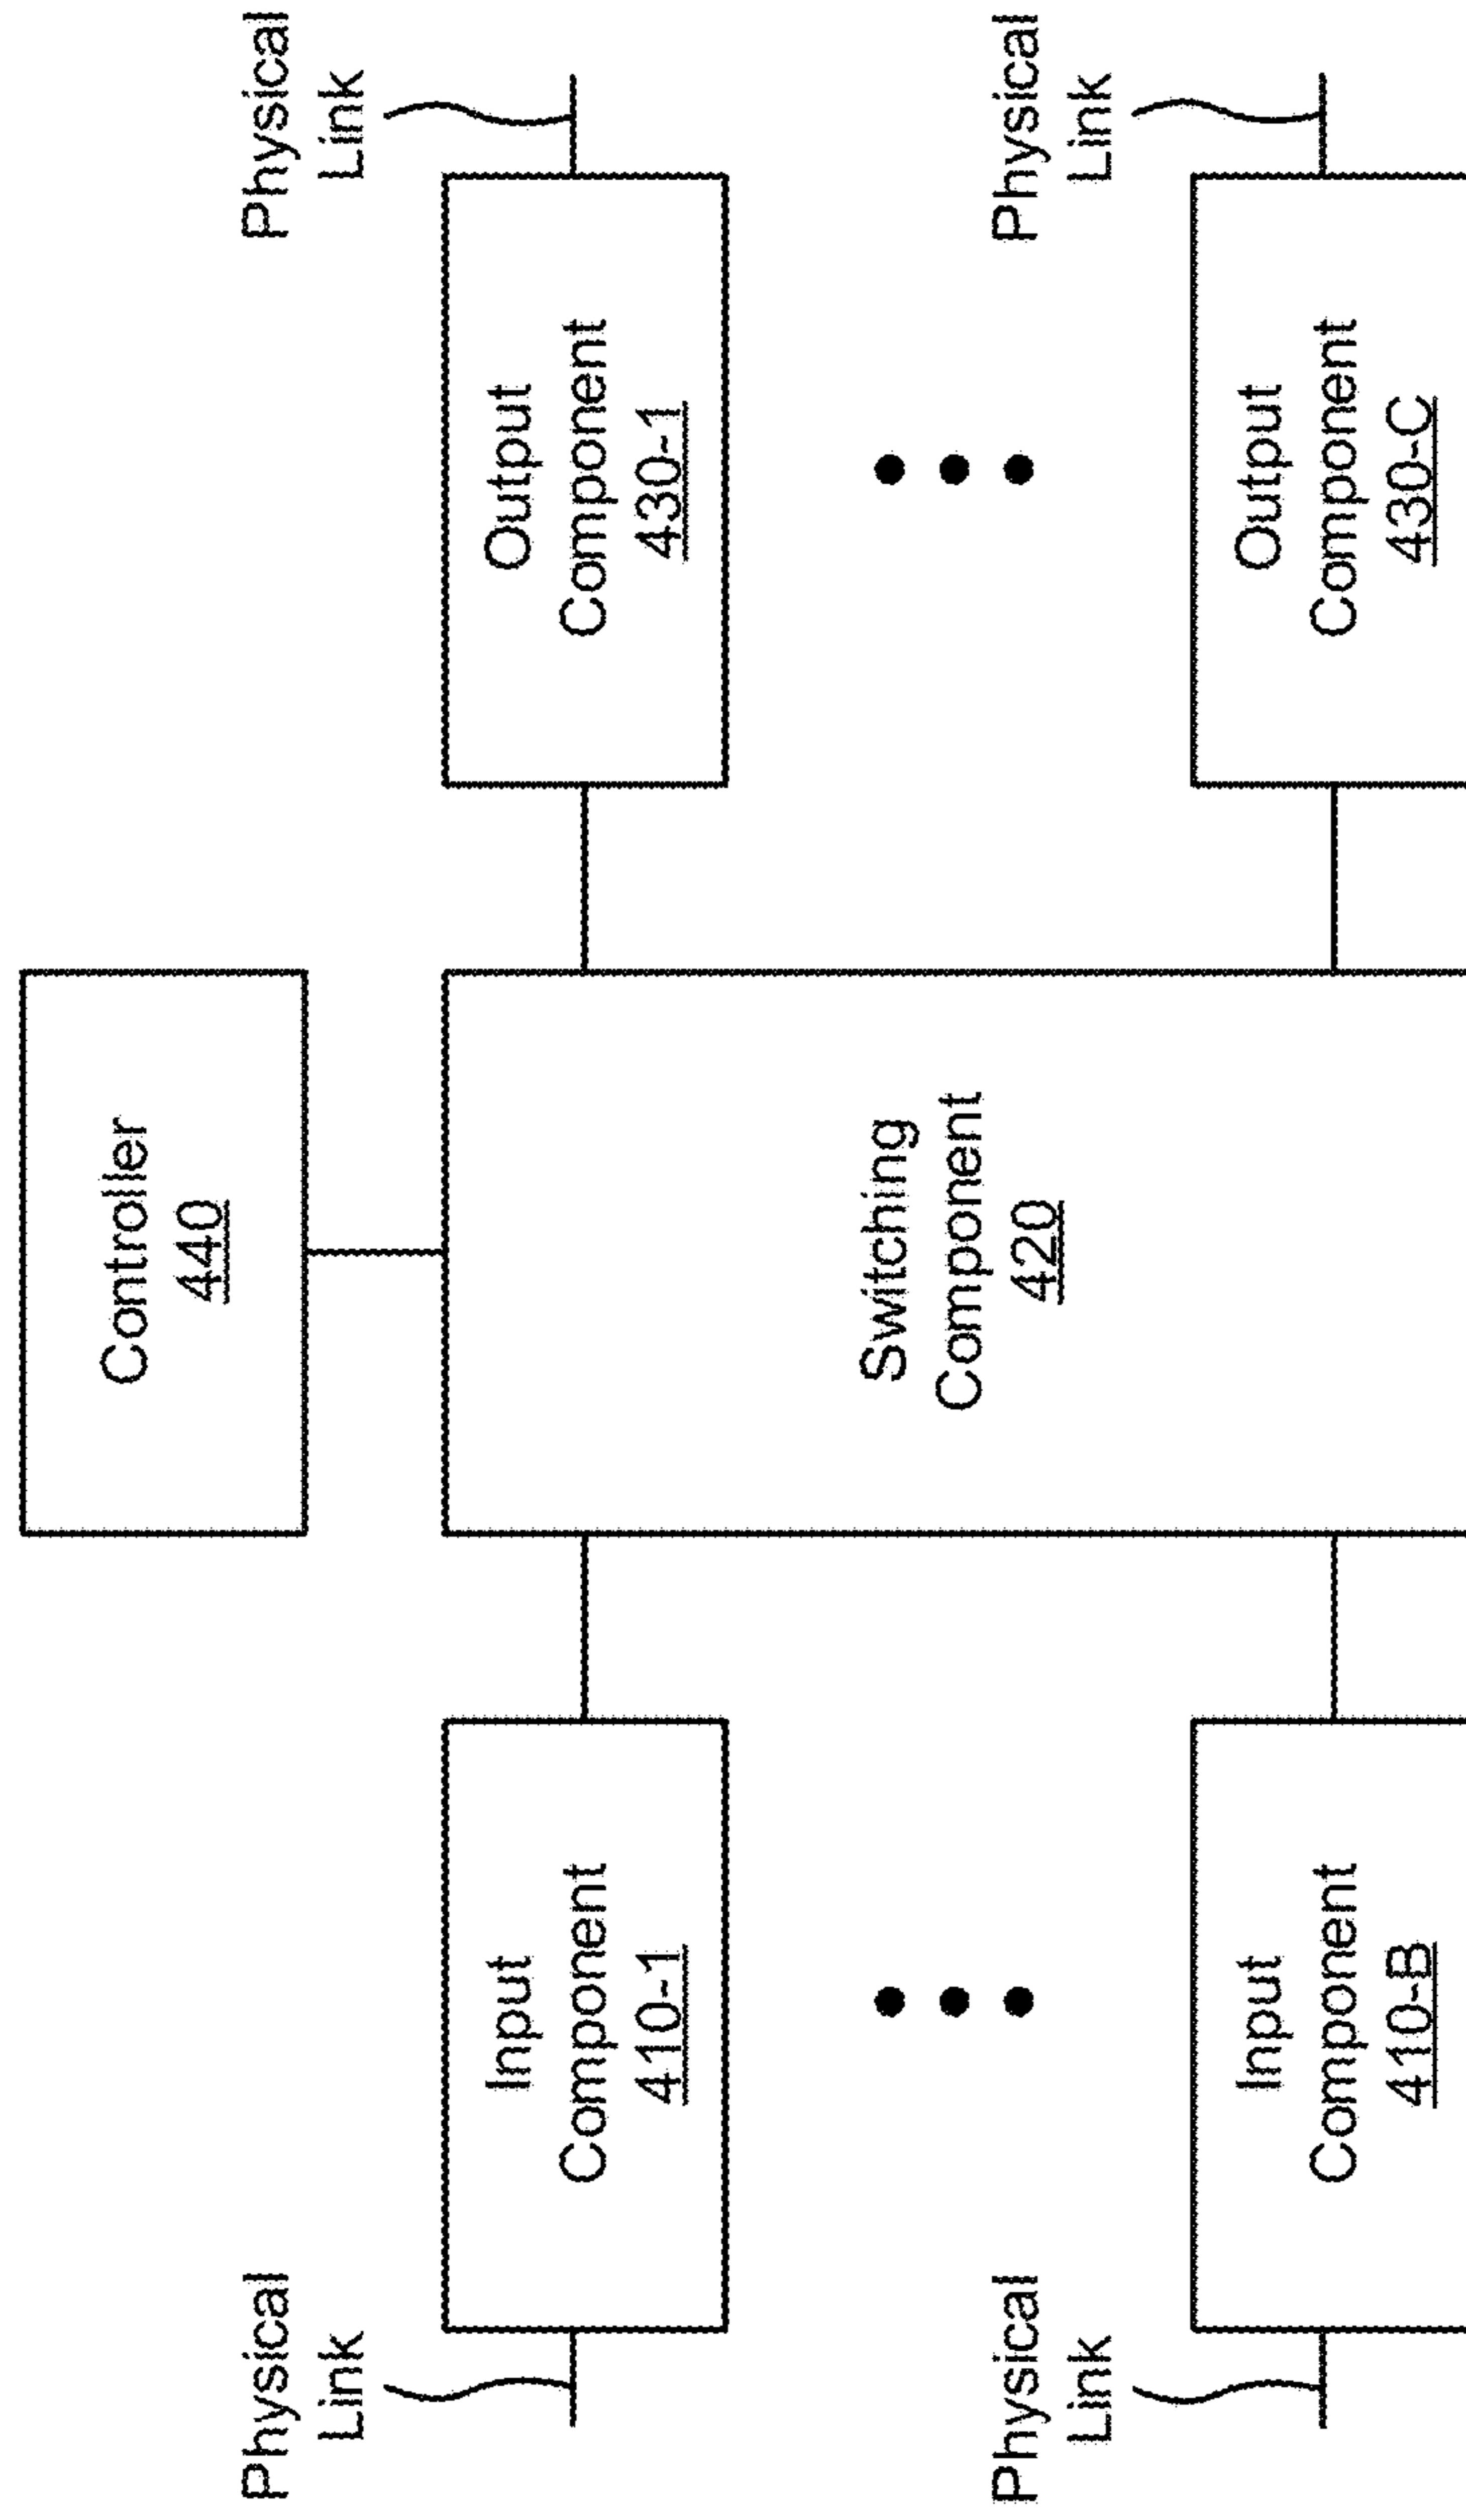 Controller
440
Physical
Link
Input
Component
410-1
Switching
Component
420
Output
Component
430-1
Physical
Link
Physical
Link
Input
Component
410-B
Output
Component
430-C
Physical
Link